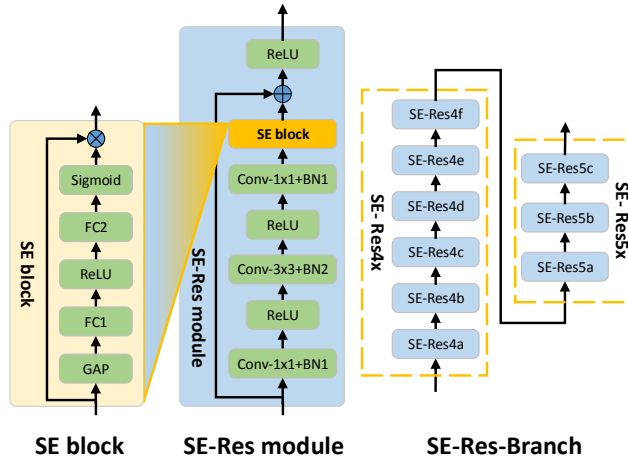 Sigmoid
FC2
ReLU
FC1
GAP
SE block
SE block
ReLU
SE block
Conv-1x1+BN1
ReLU
Conv-3x3+BN2
ReLU
Conv-1x1+BN1
SE-Res module
SE-Res module
SE-Res4f
SE-Res4e
SE-Res4d
SE-Res4c
SE-Res4b
SE-Res4a
SE- Res4x
SE-Res5c
SE-Res5b
SE-Res5a
SE- Res5x
SE-Res-Branch